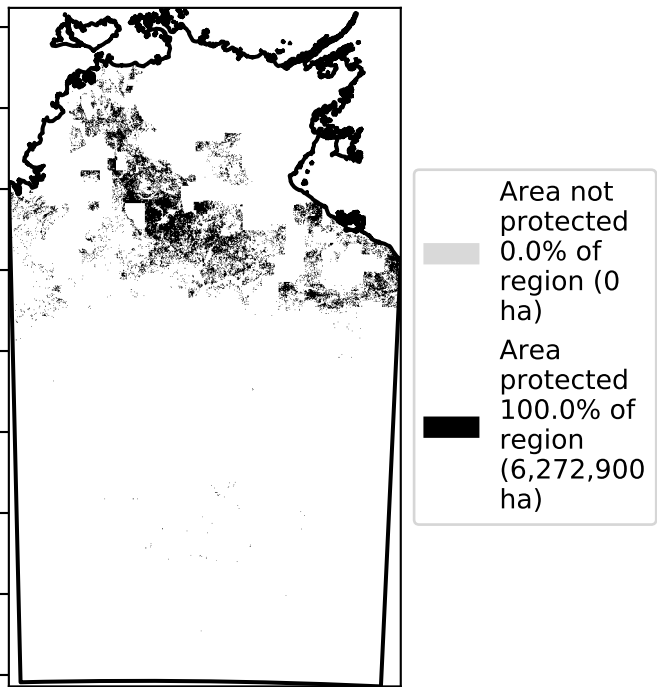 Area not
protected
0.0% of
region (0
ha)
Area
protected
100.0% of
region
(6,272,900
ha)